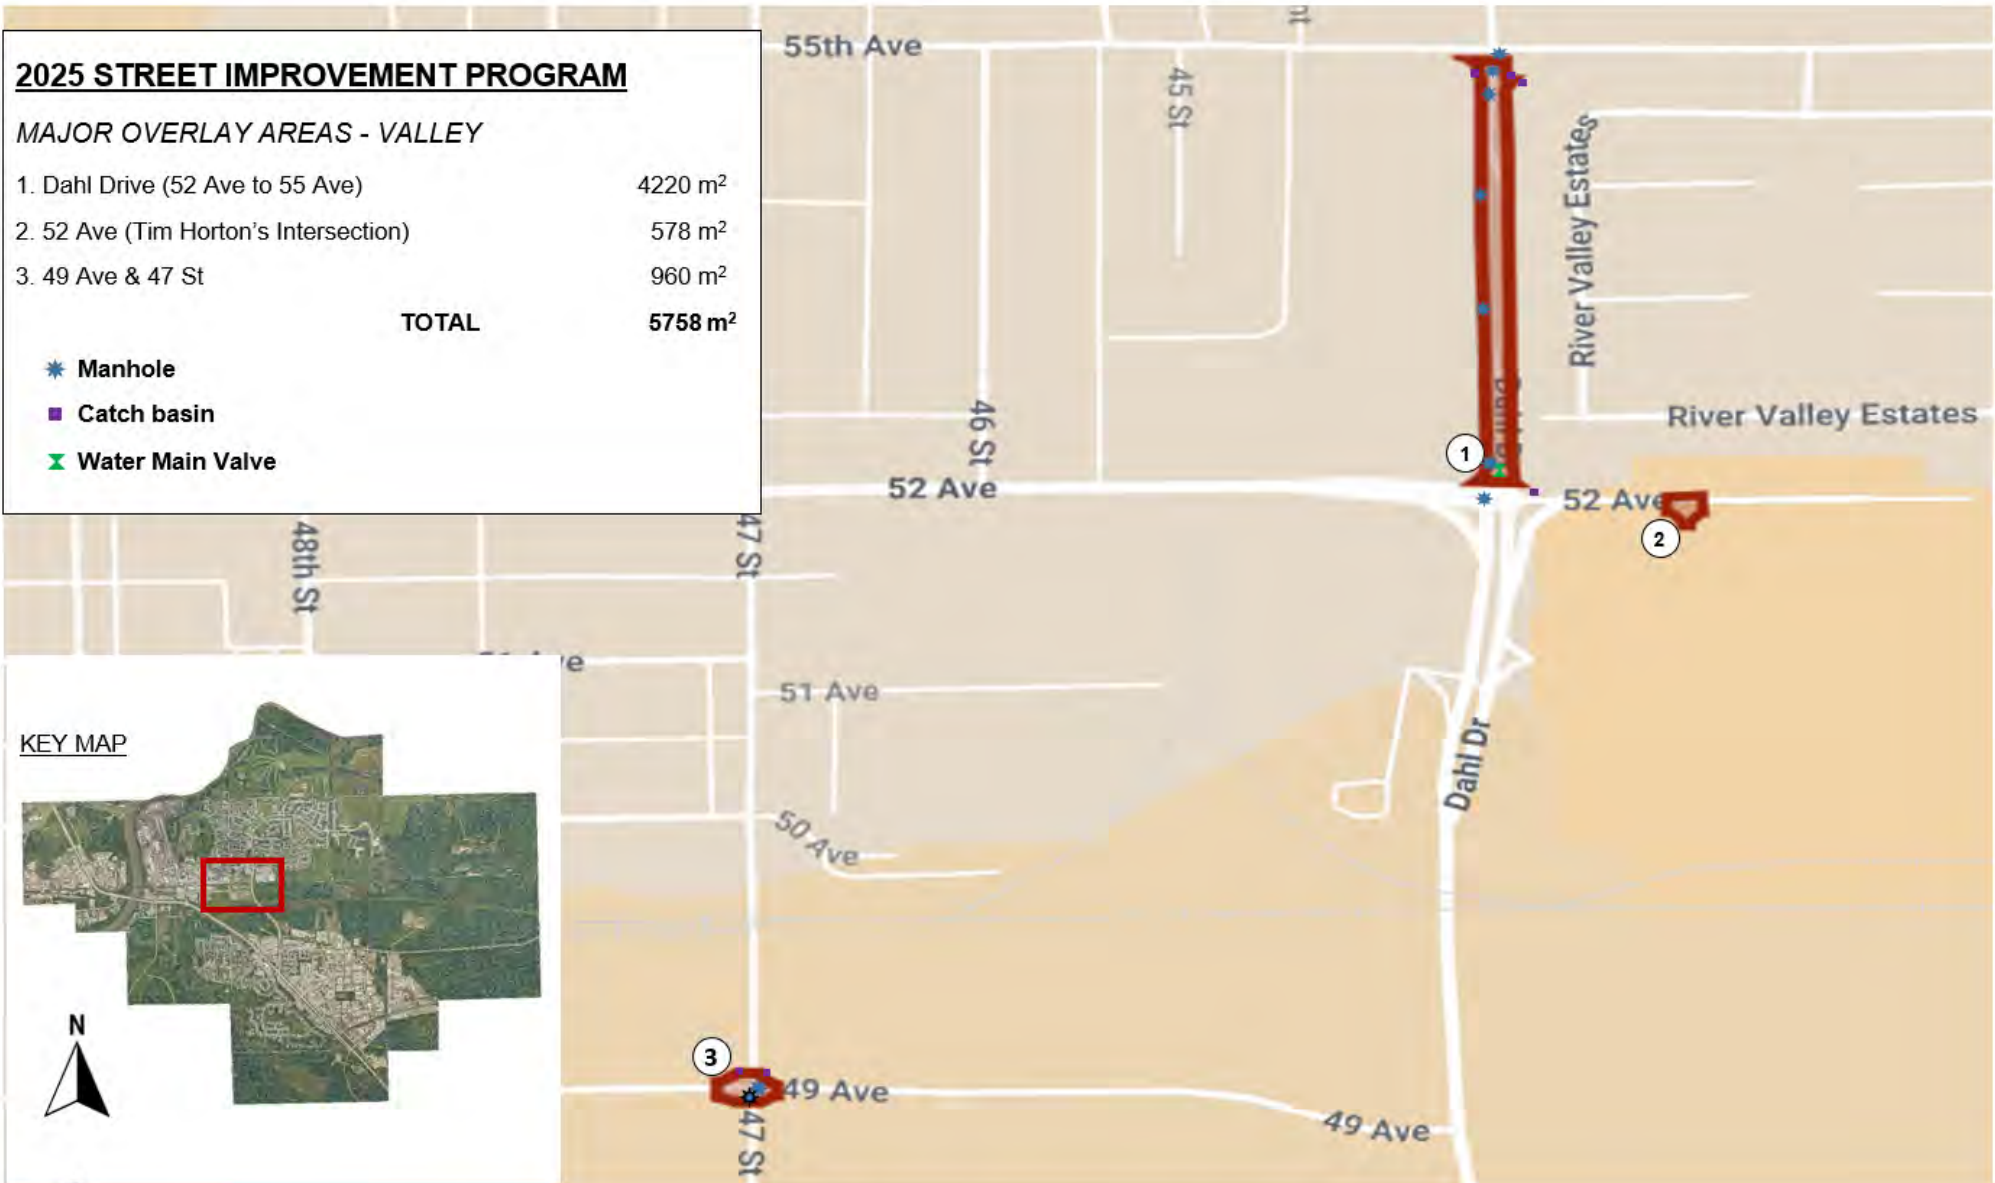 2025 STREET IMPROVEMENT PROGRAM
MAJOR OVERLAY AREAS - VALLEY
1. Dahl Drive (52 Ave to 55 Ave) 4220 m²
2. 52 Ave (Tim Horton's Intersection) 578 m²
3. 49 Ave & 47 St 960 m²
TOTAL 5758 m²
Manhole
Catch basin
Water Main Valve
55th Ave
45 St
River Valley Estates
River Valley Estates
46 St
1
52 Ave
52 Ave
2
48th St
47 St
51 Ave
50 Ave
Dahl Dr
KEY MAP
N
3
49 Ave
49 Ave
47 St